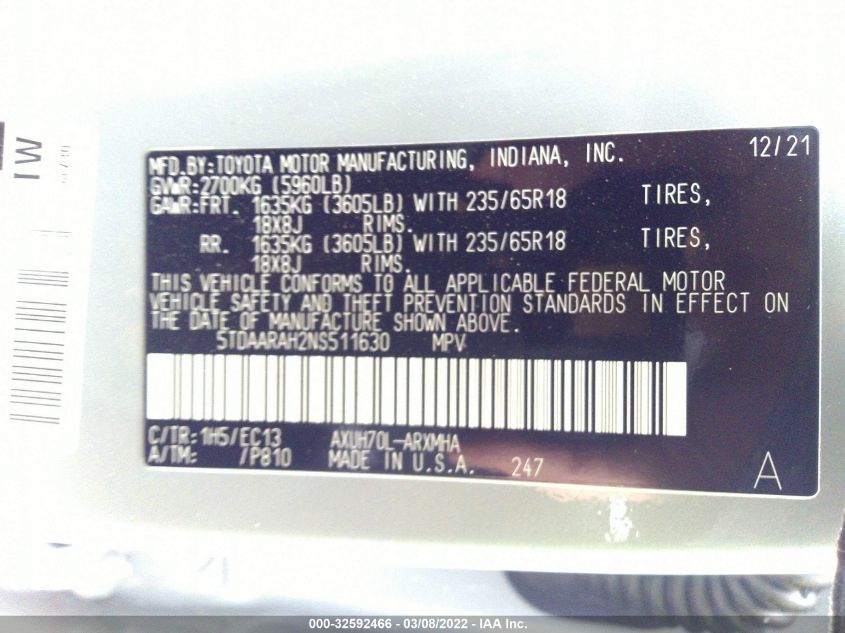 MFD.BY:TOYOTA MOTOR MANUFACTURING, INDIANA, INC. 12/21
GVWR:2700KG (5960LB)
GAWR:FRT. 1635KG (3605LB) WITH 235/65R18 TIRES,
18X8J RIMS.
RR. 1635KG (3605LB) WITH 235/65R18 TIRES,
18X8J RIMS.
THIS VEHICLE CONFORMS TO ALL APPLICABLE FEDERAL MOTOR
VEHICLE SAFETY AND THEFT PREVENTION STANDARDS IN EFFECT ON
THE DATE OF MANUFACTURE SHOWN ABOVE.
5TDAARAH2NS511630 MPV
C/TR:1H5/EC13 AXUH70L-ARXMHA
A/TM: /P810 MADE IN U.S.A. 247 A
000-32592466 - 03/08/2022 - IAA Inc.